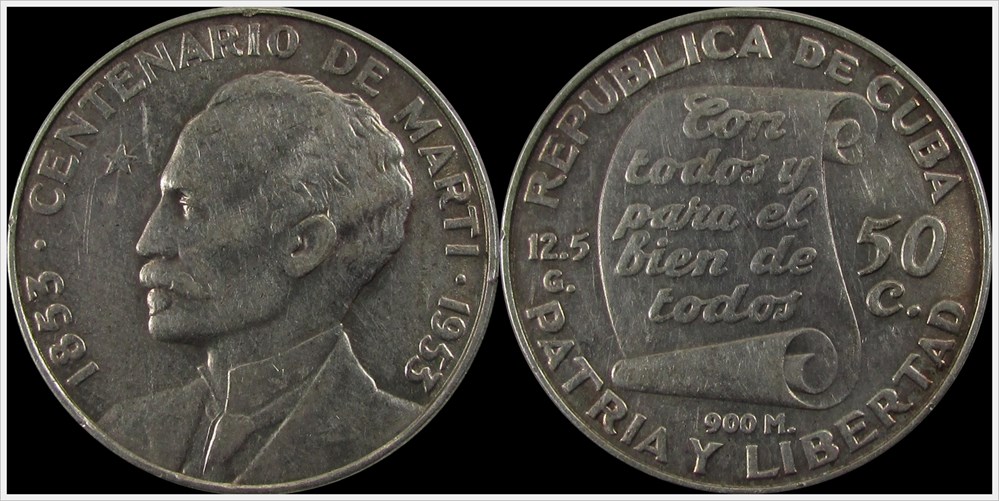 1853 · CENTENARIO DE MARTI · 1953
REPUBLICA DE CUBA
Con
todos y
para el
bien de
todos
12.5
G.
50
C.
900 M.
PATRIA Y LIBERTAD